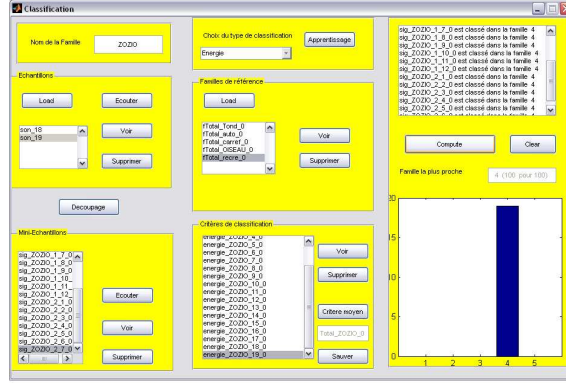 Classification
Nom de la Famille
ZOZIO
Echantillons
Load
Ecouter
son_18
son_19
Voir
Supprimer
Decoupage
Mini-Echantillons
sig_ZOZIO_1_7_0
sig_ZOZIO_1_8_0
sig_ZOZIO_1_9_0
sig_ZOZIO_1_10_
sig_ZOZIO_1_11_
sig_ZOZIO_1_12_
sig_ZOZIO_2_1_0
sig_ZOZIO_2_2_0
sig_ZOZIO_2_3_0
sig_ZOZIO_2_4_0
sig_ZOZIO_2_5_0
sig_ZOZIO_2_6_0
sig_ZOZIO_2_7_0
Ecouter
Voir
Supprimer
Choix du type de classification
Energie
Apprentissage
Familles de référence
Load
fTotal_Tond_0
fTotal_auto_0
fTotal_carref_0
fTotal_OISEAU_0
fTotal_recre_0
Voir
Supprimer
Critères de classification
energie_ZOZIO_4_0
energie_ZOZIO_5_0
energie_ZOZIO_6_0
energie_ZOZIO_7_0
energie_ZOZIO_8_0
energie_ZOZIO_9_0
energie_ZOZIO_10_0
energie_ZOZIO_11_0
energie_ZOZIO_12_0
energie_ZOZIO_13_0
energie_ZOZIO_14_0
energie_ZOZIO_15_0
energie_ZOZIO_16_0
energie_ZOZIO_17_0
energie_ZOZIO_18_0
energie_ZOZIO_19_0
Voir
Supprimer
Critere moyen
Total_ZOZIO_0
Sauver
sig_ZOZIO_1_7_0 est classé dans la famille 4
sig_ZOZIO_1_8_0 est classé dans la famille 4
sig_ZOZIO_1_9_0 est classé dans la famille 4
sig_ZOZIO_1_10_0 est classé dans la famille 4
sig_ZOZIO_1_11_0 est classé dans la famille 4
sig_ZOZIO_1_12_0 est classé dans la famille 4
sig_ZOZIO_2_1_0 est classé dans la famille 4
sig_ZOZIO_2_2_0 est classé dans la famille 4
sig_ZOZIO_2_3_0 est classé dans la famille 4
sig_ZOZIO_2_4_0 est classé dans la famille 4
sig_ZOZIO_2_5_0 est classé dans la famille 4
Compute
Clear
Famille la plus proche
4 (100 pour 100)
20
15
10
5
0
1 2 3 4 5